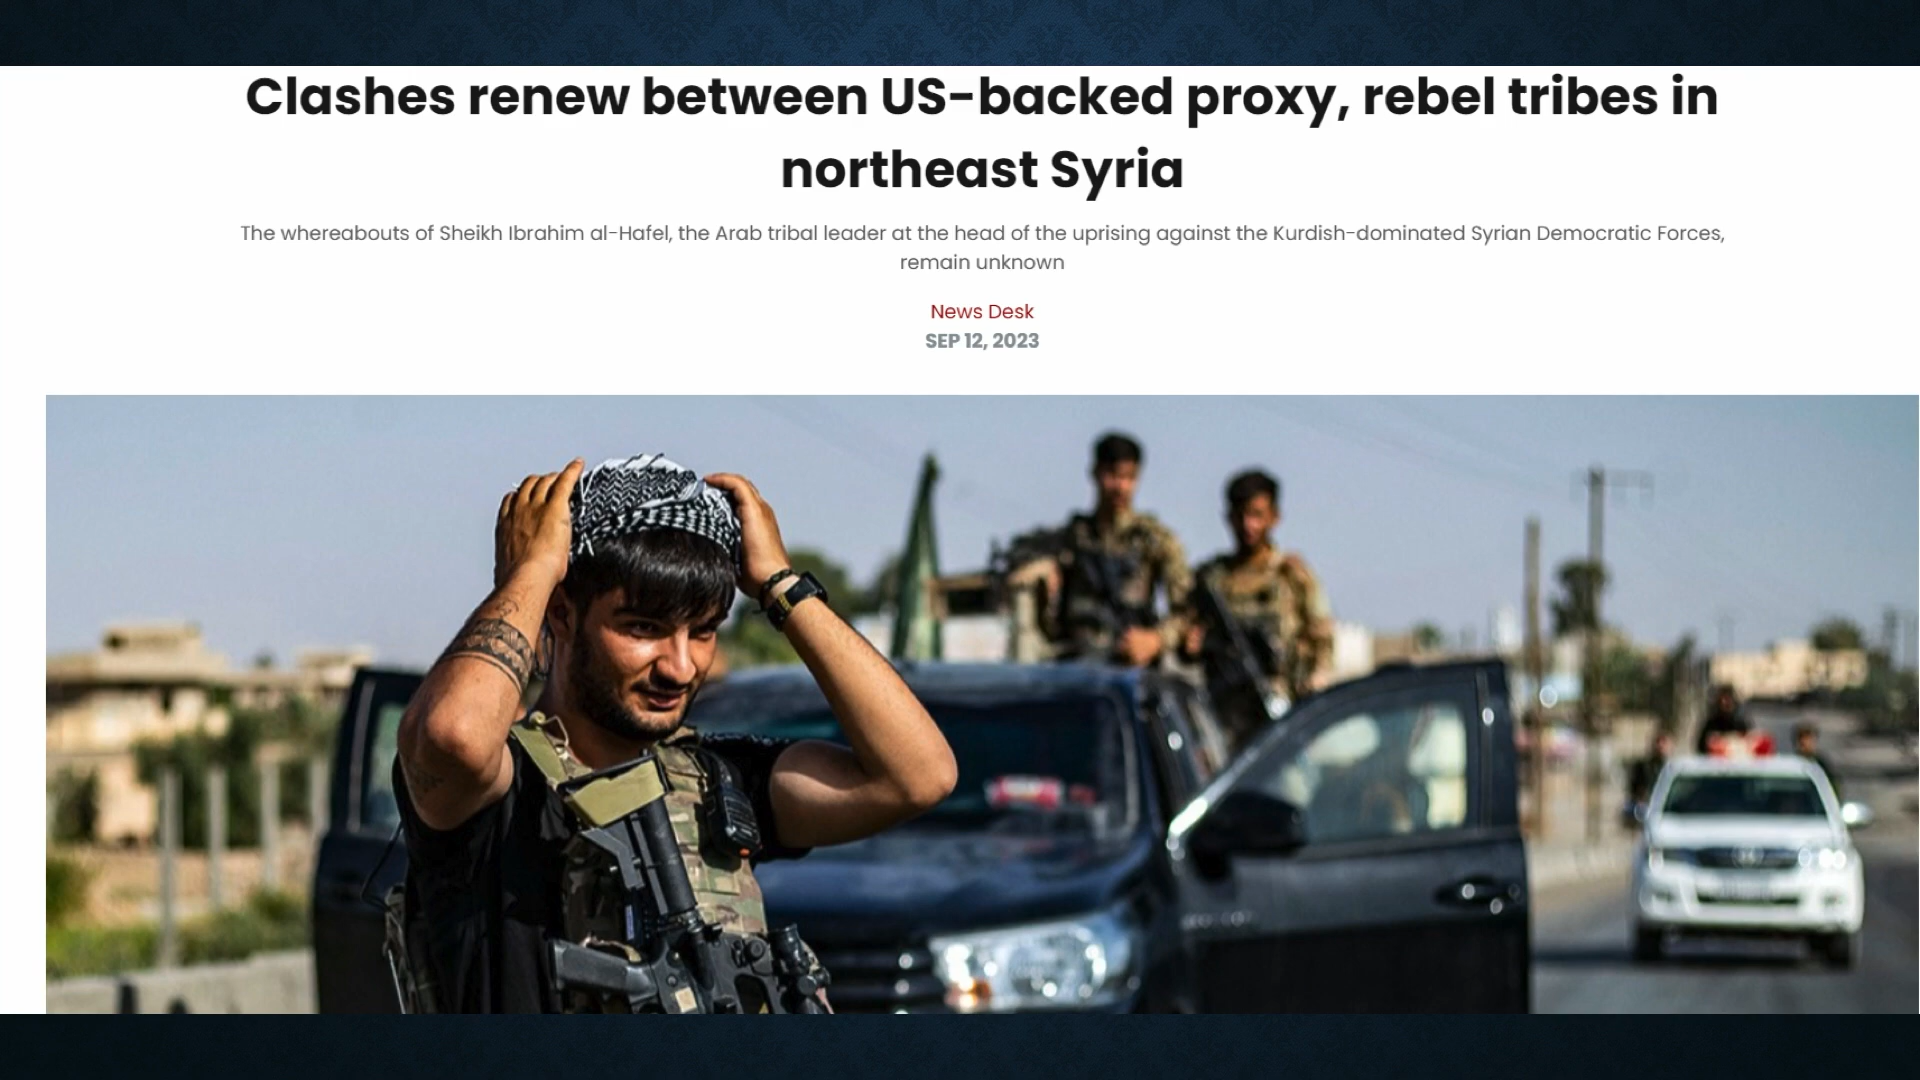 Clashes renew between US-backed proxy, rebel tribes in
northeast Syria
The whereabouts of Sheikh Ibrahim al-Hafel, the Arab tribal leader at the head of the uprising against the Kurdish-dominated Syrian Democratic Forces,
remain unknown
News Desk
SEP 12, 2023